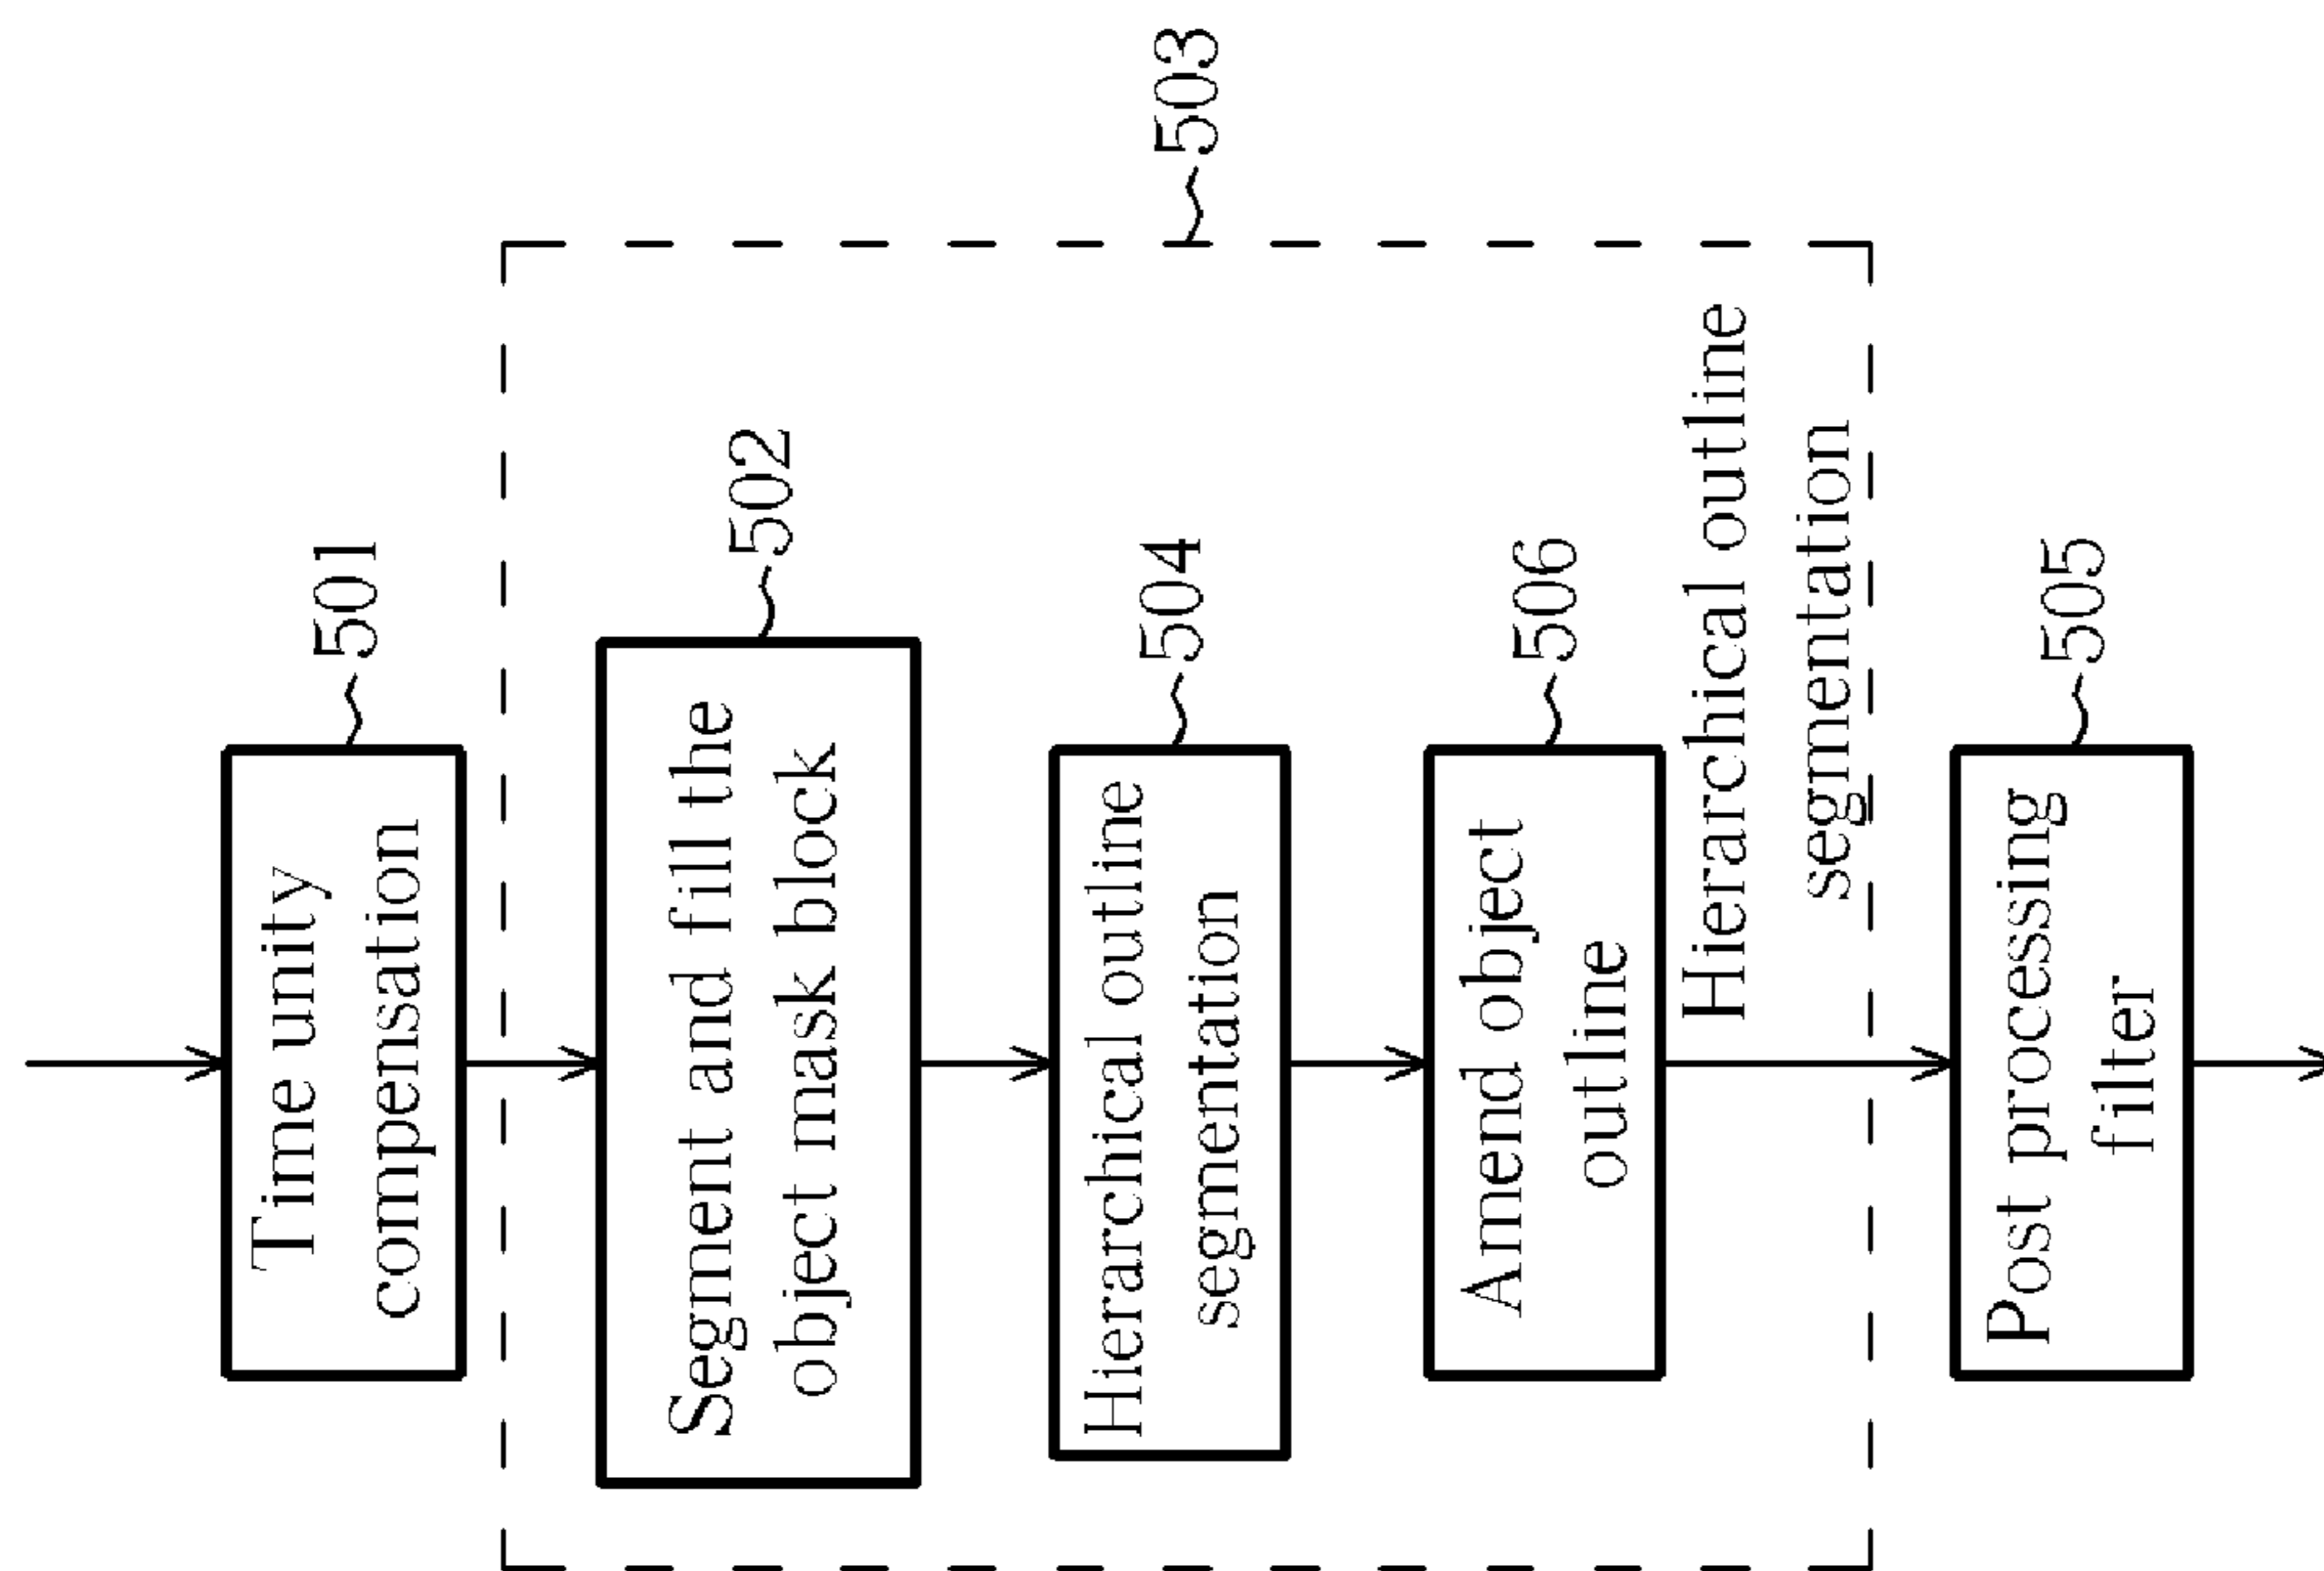 Time unity
compensation
501
503
Segment and fill the
object mask block
502
Hierarchical outline
segmentation
504
Amend object
outline
506
Hierarchical outline
segmentation
Post processing
filter
505